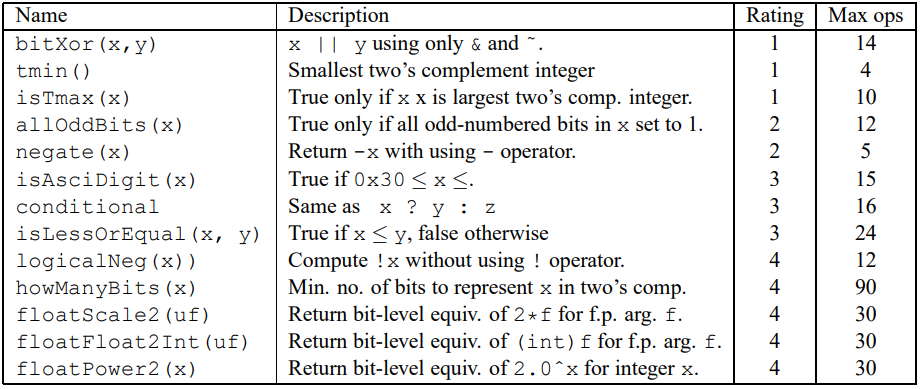 Name Description Rating Max ops
bitXor(x,y) x || y using only & and ~. 1 14
tmin() Smallest two's complement integer 1 4
isTmax(x) True only if x x is largest two's comp. integer. 1 10
allOddBits(x) True only if all odd-numbered bits in x set to 1. 2 12
negate(x) Return -x with using - operator. 2 5
isAsciDigit(x) True if 0x30 ≤ x ≤. 3 15
conditional Same as x ? y : z 3 16
isLessOrEqual(x, y) True if x ≤ y, false otherwise 3 24
logicalNeg(x)) Compute !x without using ! operator. 4 12
howManyBits(x) Min. no. of bits to represent x in two's comp. 4 90
floatScale2(uf) Return bit-level equiv. of 2*f for f.p. arg. f. 4 30
floatFloat2Int(uf) Return bit-level equiv. of (int)f for f.p. arg. f. 4 30
floatPower2(x) Return bit-level equiv. of 2.0^x for integer x. 4 30